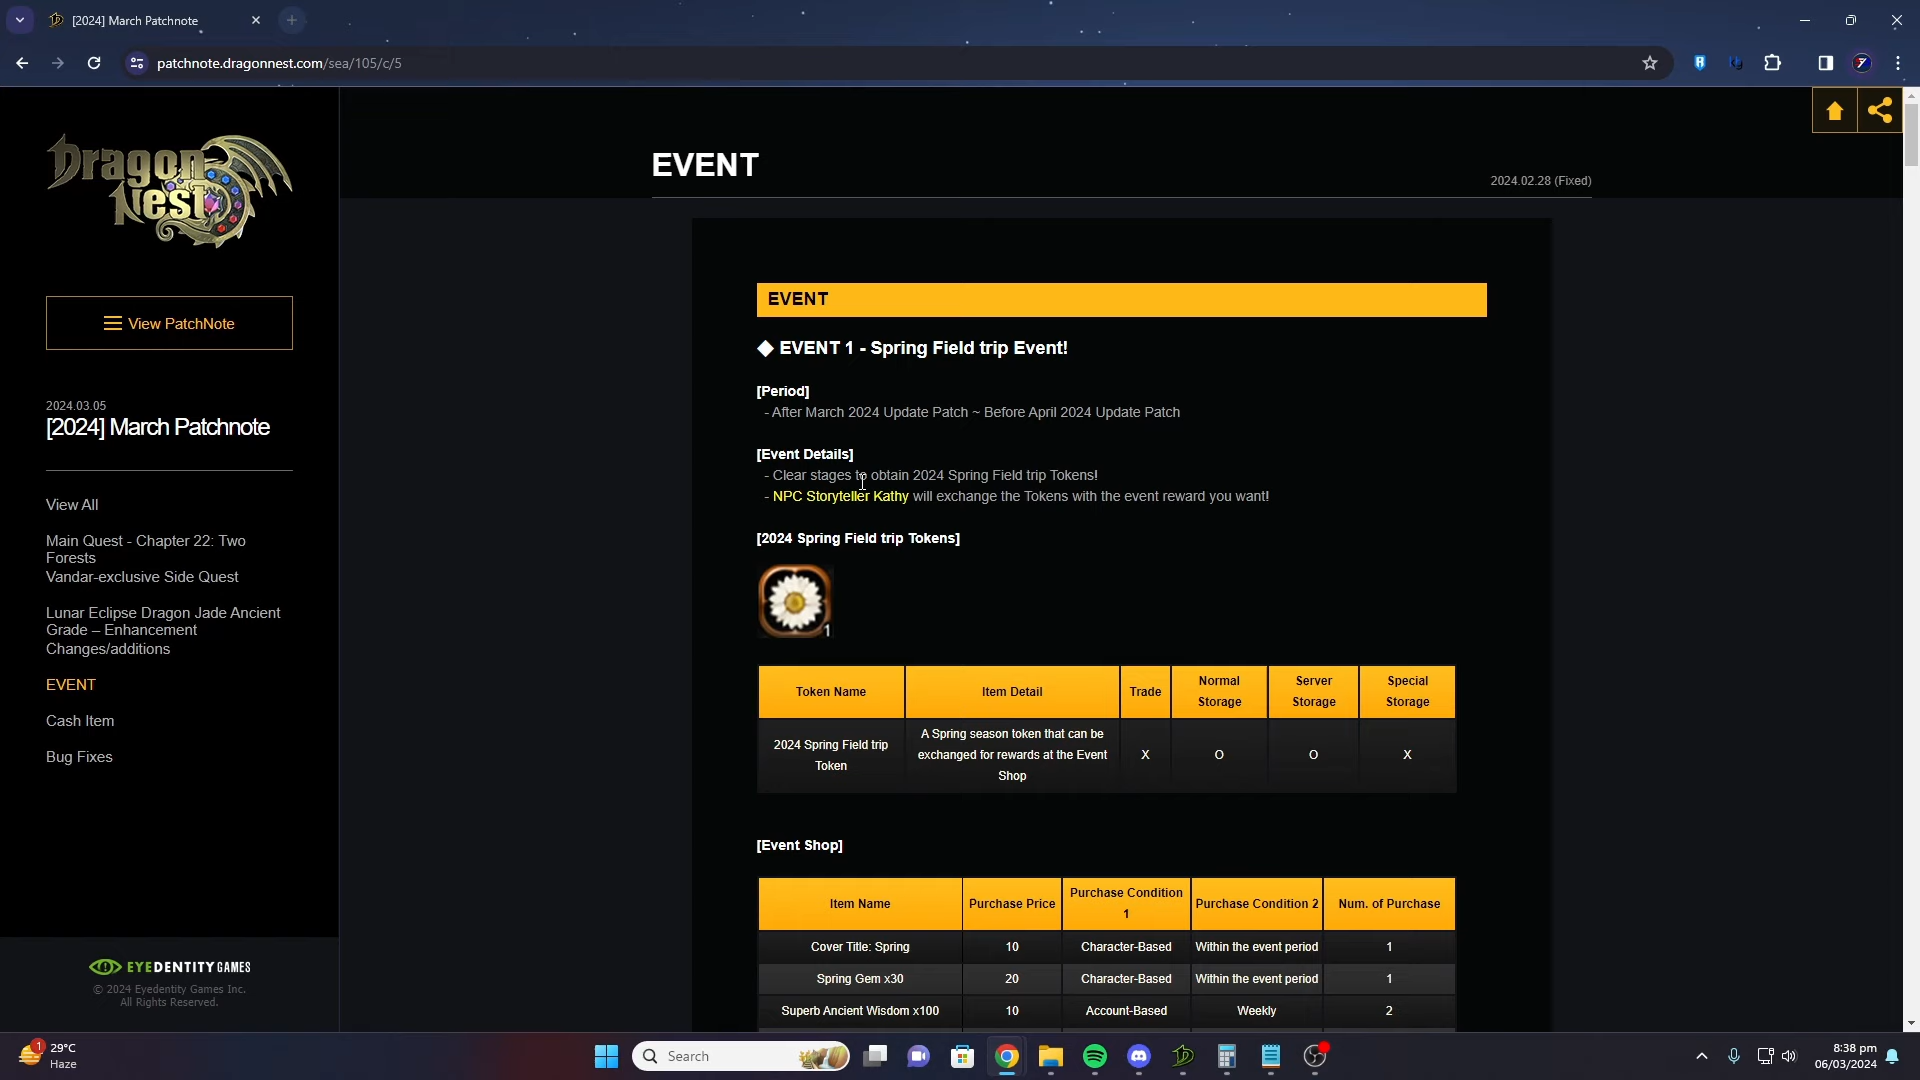 [2024] March Patchnote
patchnote.dragonnest.com/sea/105/c/5
Dragon
Nest
View PatchNote
2024.03.05
[2024] March Patchnote
View All
Main Quest - Chapter 22: Two
Forests
Vandar-exclusive Side Quest
Lunar Eclipse Dragon Jade Ancient
Grade – Enhancement
Changes/additions
EVENT
Cash Item
Bug Fixes
EYEDENTITY GAMES
© 2024 Eyedentity Games Inc.
All Rights Reserved.
EVENT
2024.02.28 (Fixed)
EVENT
◆ EVENT 1 - Spring Field trip Event!
[Period]
- After March 2024 Update Patch ~ Before April 2024 Update Patch
[Event Details]
- Clear stages to obtain 2024 Spring Field trip Tokens!
- NPC Storyteller Kathy will exchange the Tokens with the event reward you want!
[2024 Spring Field trip Tokens]
1
Token Name Item Detail Trade Normal Storage Server Storage Special Storage
2024 Spring Field trip Token A Spring season token that can be exchanged for rewards at the Event Shop X O O X
[Event Shop]
Item Name Purchase Price Purchase Condition 1 Purchase Condition 2 Num. of Purchase
Cover Title: Spring 10 Character-Based Within the event period 1
Spring Gem x30 20 Character-Based Within the event period 1
Superb Ancient Wisdom x100 10 Account-Based Weekly 2
1
29°C
Haze
Search
8:38 pm
06/03/2024